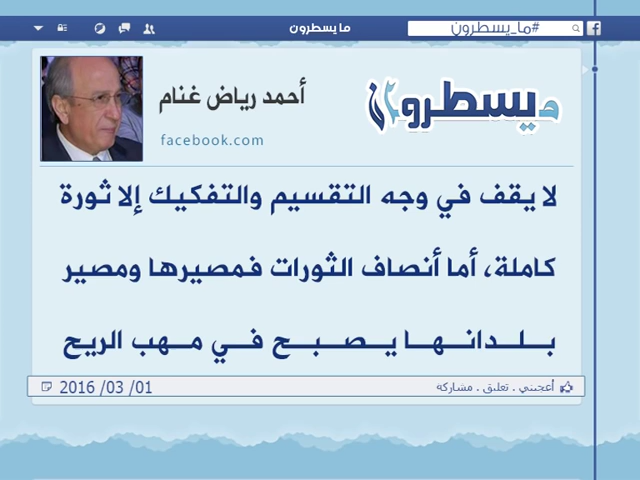 ما يسطرون
#ما_يسطرون
ما يسطرون
أحمد رياض غنام
facebook.com
لا يقف في وجه التقسيم والتفكيك إلا ثورة
كاملة، أما أنصاف الثورات فمصيرها ومصير
بلدانها يصبح في مهب الريح
أعجبني . تعليق . مشاركه
2016 /03 /01